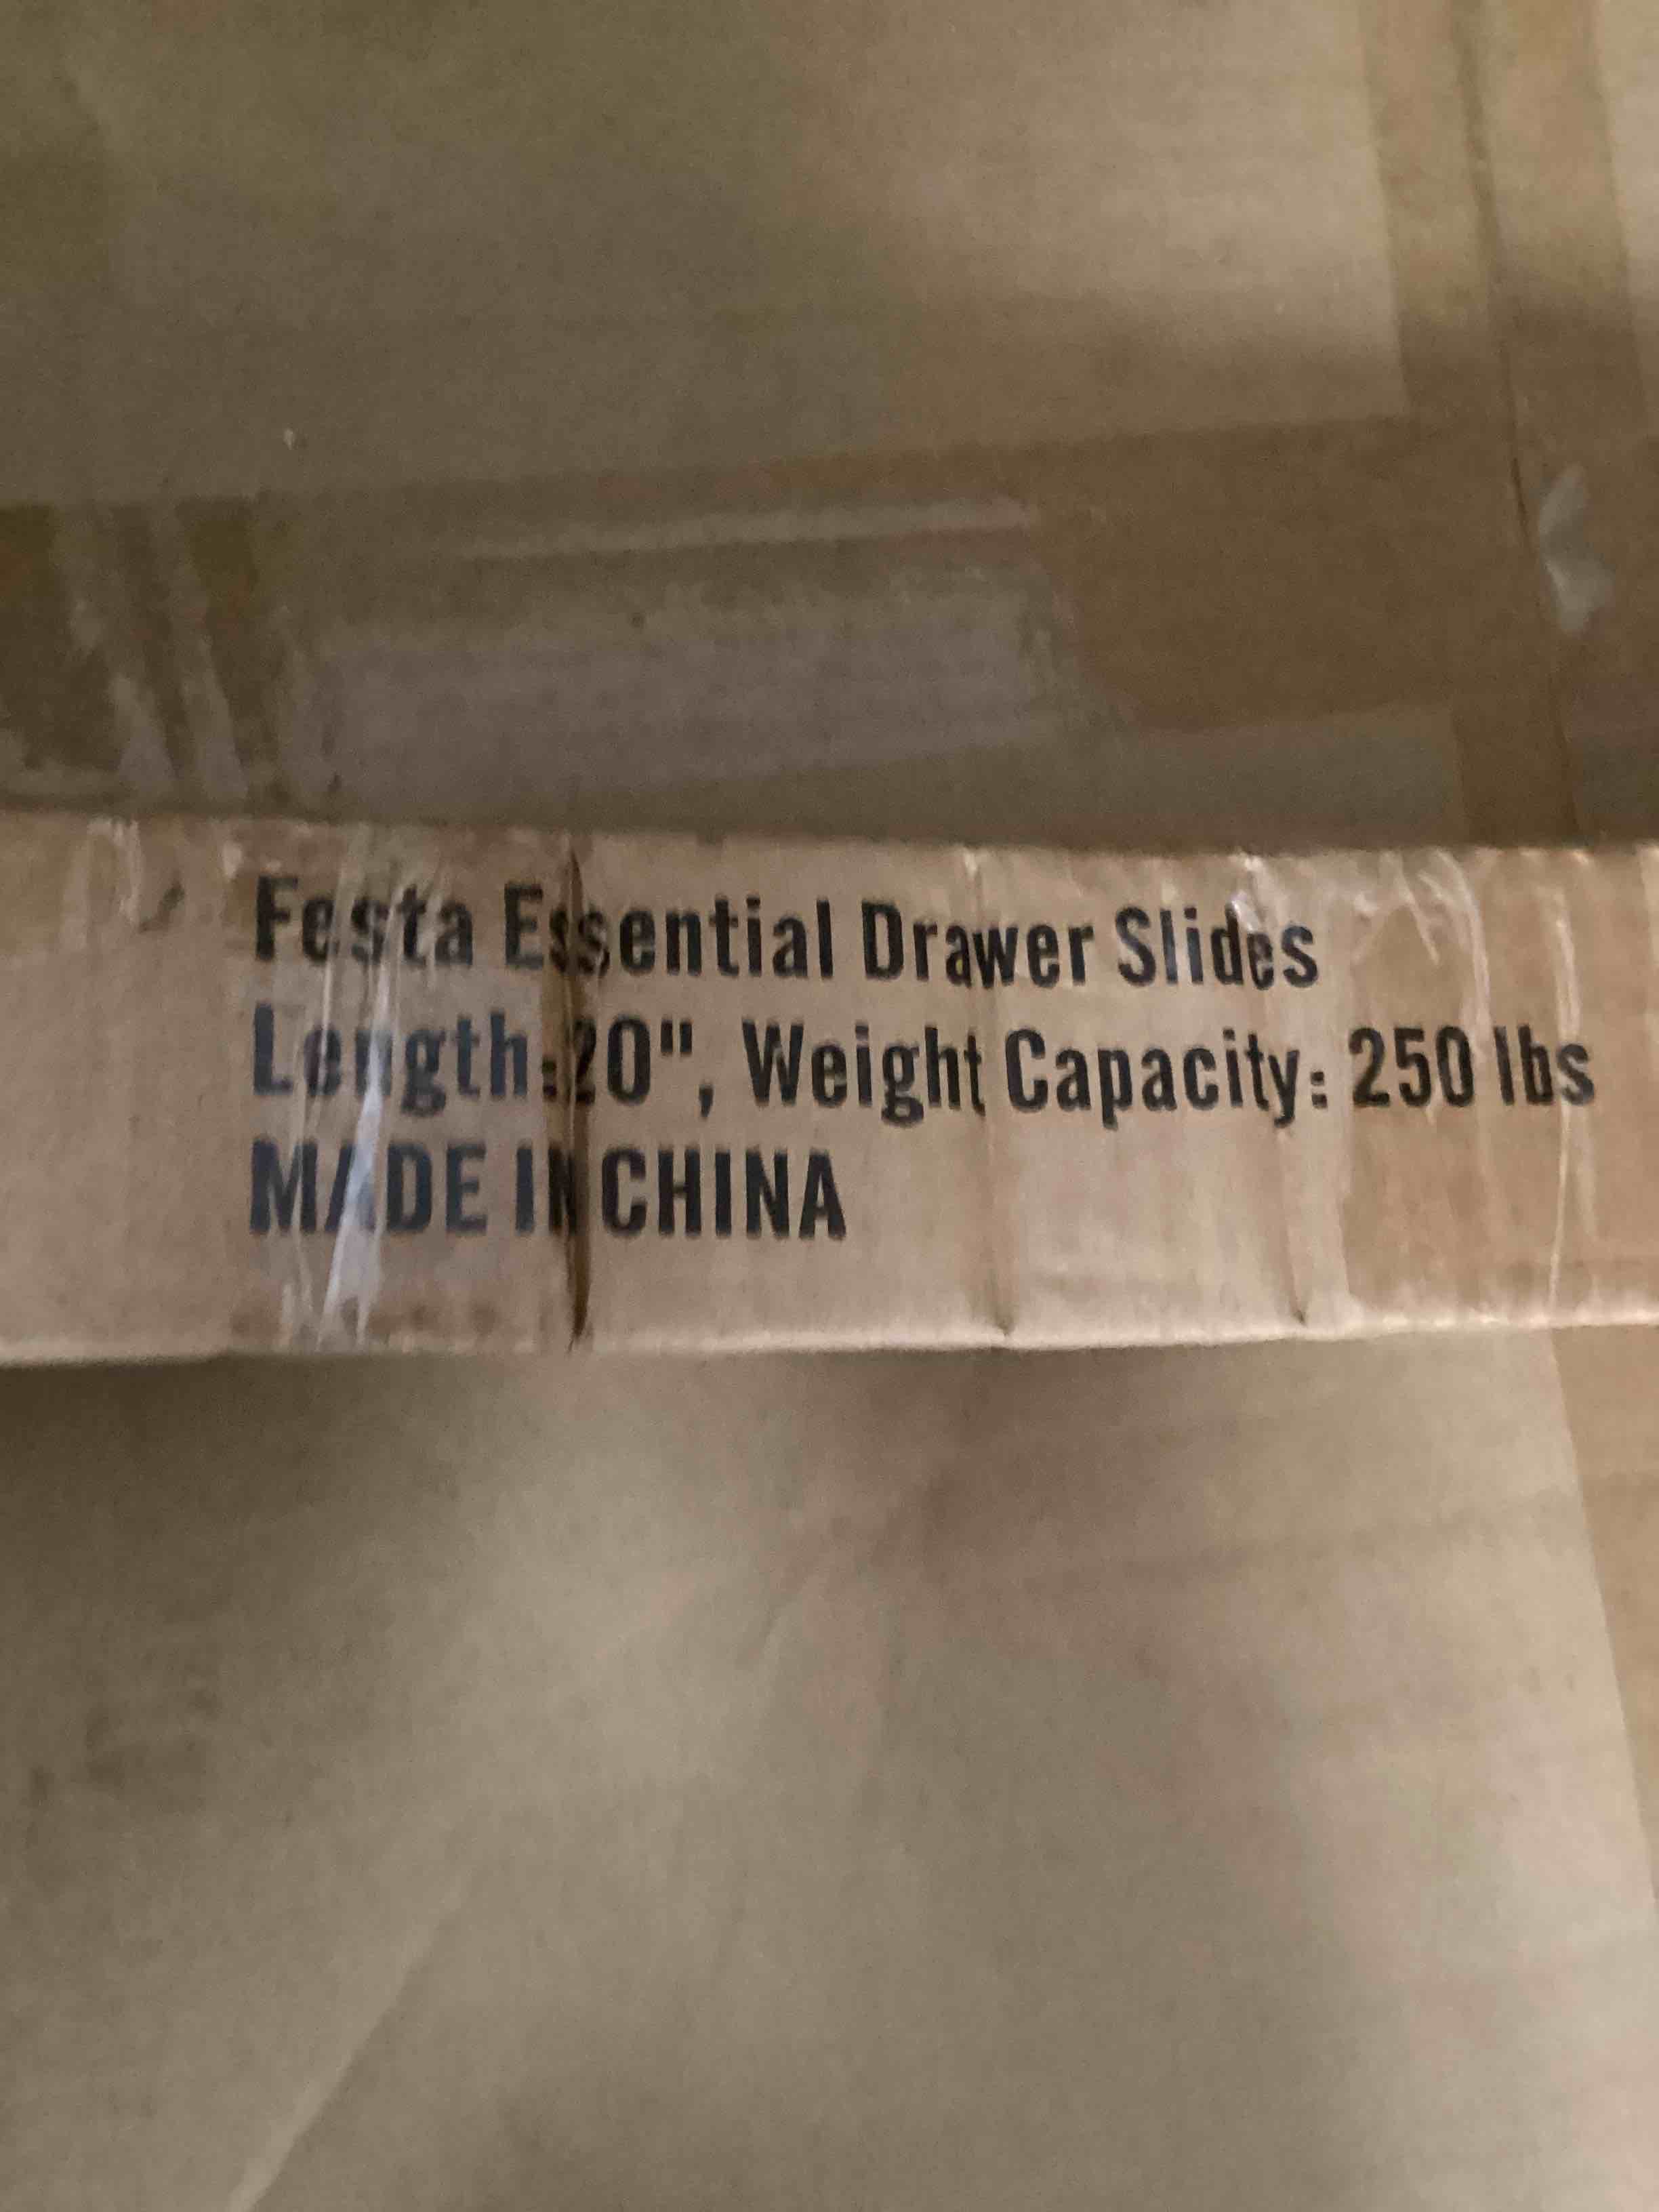 Festa Essential Drawer Slides
Length:20", Weight Capacity: 250 lbs
MADE IN CHINA